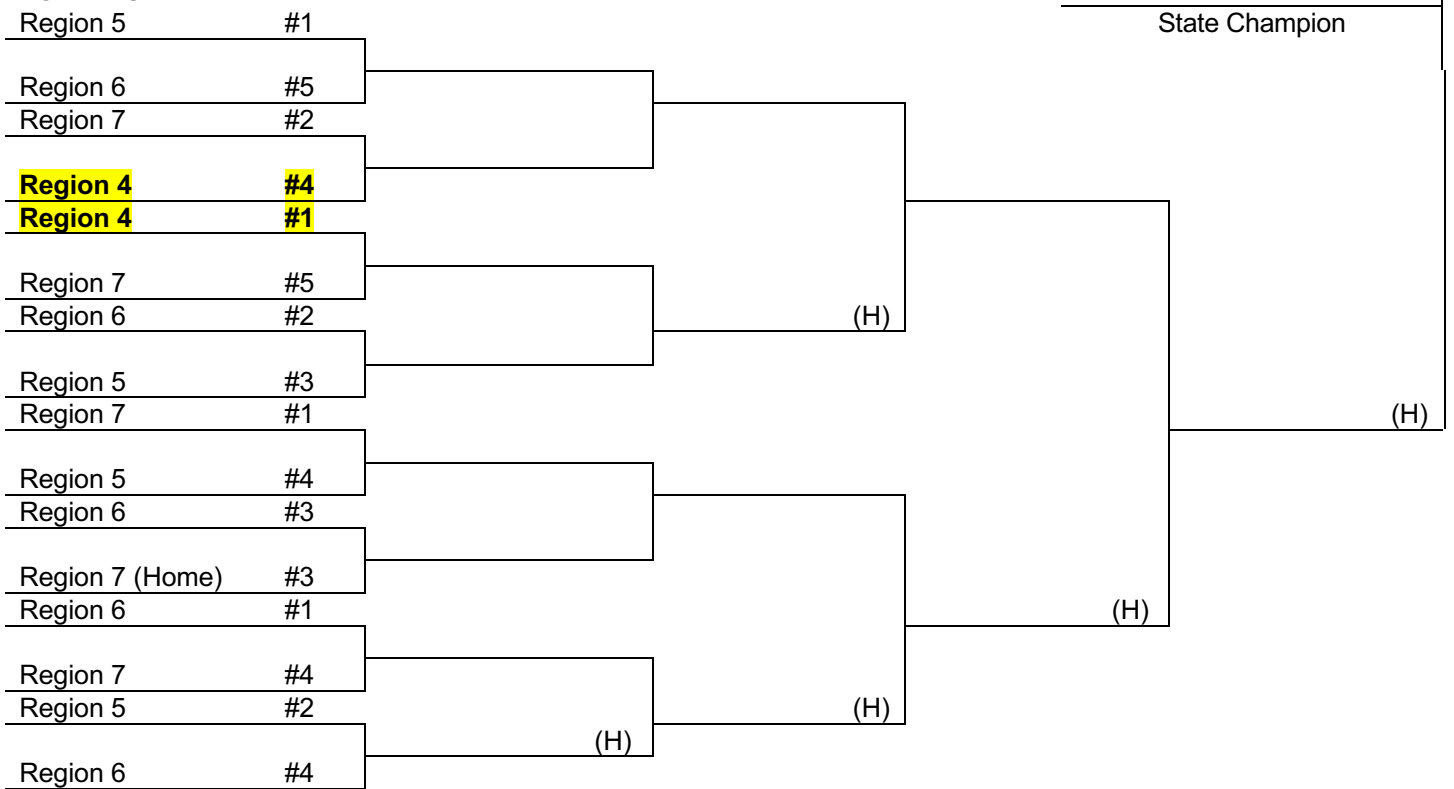 Region 5 #1
State Champion
Region 6 #5
Region 7 #2
Region 4 #4
Region 4 #1
Region 7 #5
Region 6 #2
(H)
Region 5 #3
Region 7 #1
(H)
Region 5 #4
Region 6 #3
Region 7 (Home) #3
Region 6 #1
(H)
Region 7 #4
Region 5 #2
(H)
(H)
Region 6 #4